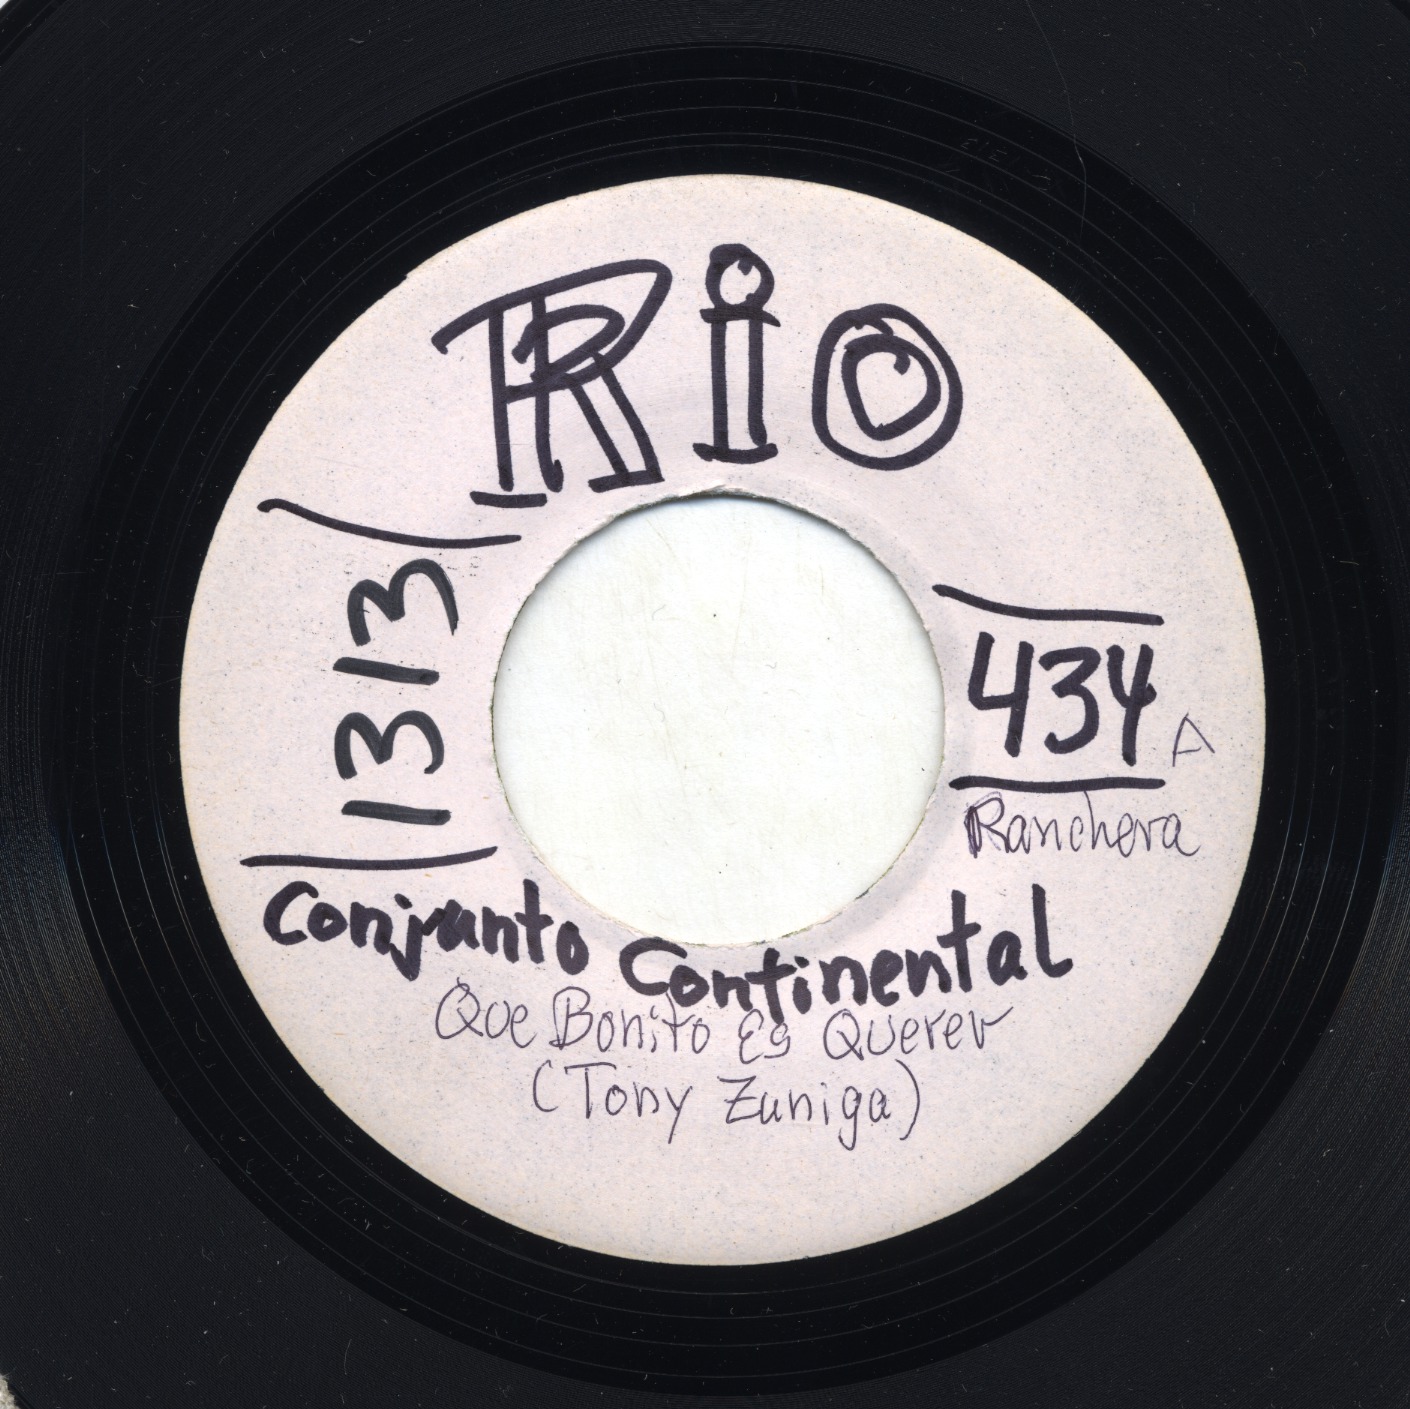 Rio
1313
434 A
Ranchera
Conjunto Continental
Que Bonito Es Querer
(Tony Zuniga)